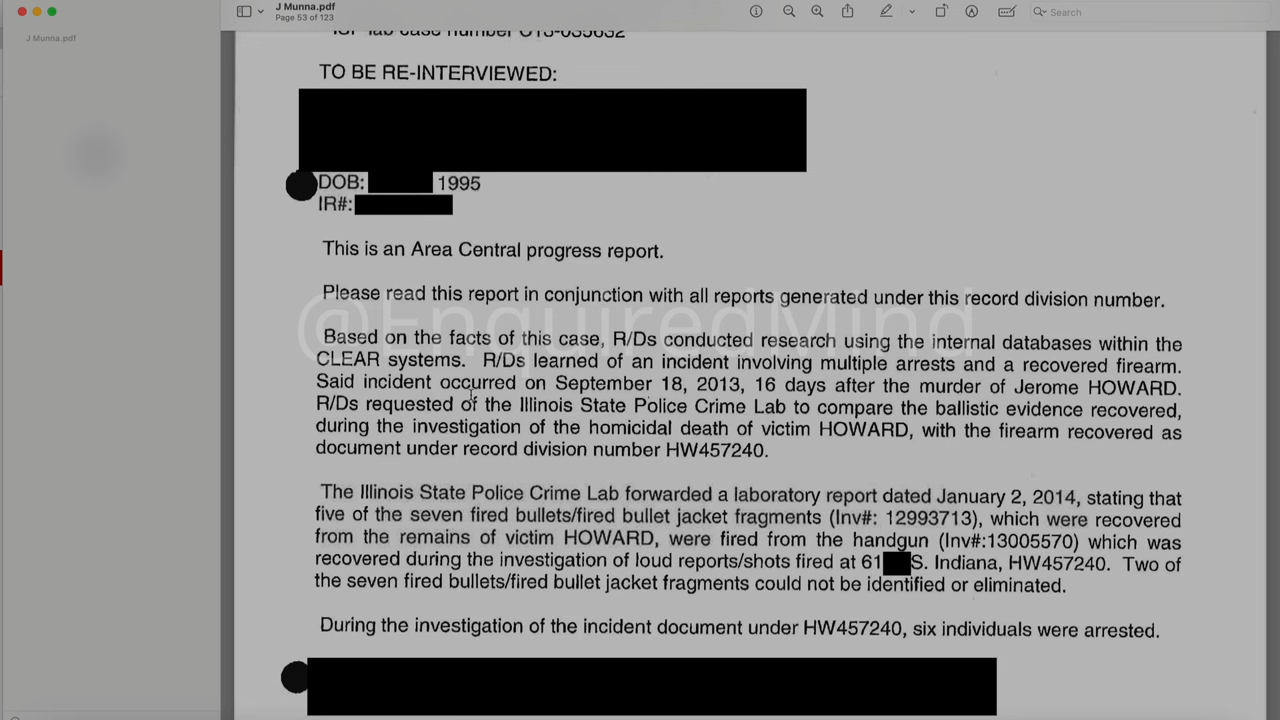 J Munna.pdf
Page 53 of 123
Search
J Munna.pdf
ISP lab case number C13-035632
TO BE RE-INTERVIEWED:
DOB: 1995
IR#:
This is an Area Central progress report.
Please read this report in conjunction with all reports generated under this record division number.
@EnquiredMind
Based on the facts of this case, R/Ds conducted research using the internal databases within the
CLEAR systems. R/Ds learned of an incident involving multiple arrests and a recovered firearm.
Said incident occurred on September 18, 2013, 16 days after the murder of Jerome HOWARD.
R/Ds requested of the Illinois State Police Crime Lab to compare the ballistic evidence recovered,
during the investigation of the homicidal death of victim HOWARD, with the firearm recovered as
document under record division number HW457240.
The Illinois State Police Crime Lab forwarded a laboratory report dated January 2, 2014, stating that
five of the seven fired bullets/fired bullet jacket fragments (Inv#: 12993713), which were recovered
from the remains of victim HOWARD, were fired from the handgun (Inv#:13005570) which was
recovered during the investigation of loud reports/shots fired at 61 S. Indiana, HW457240. Two of
the seven fired bullets/fired bullet jacket fragments could not be identified or eliminated.
During the investigation of the incident document under HW457240, six individuals were arrested.